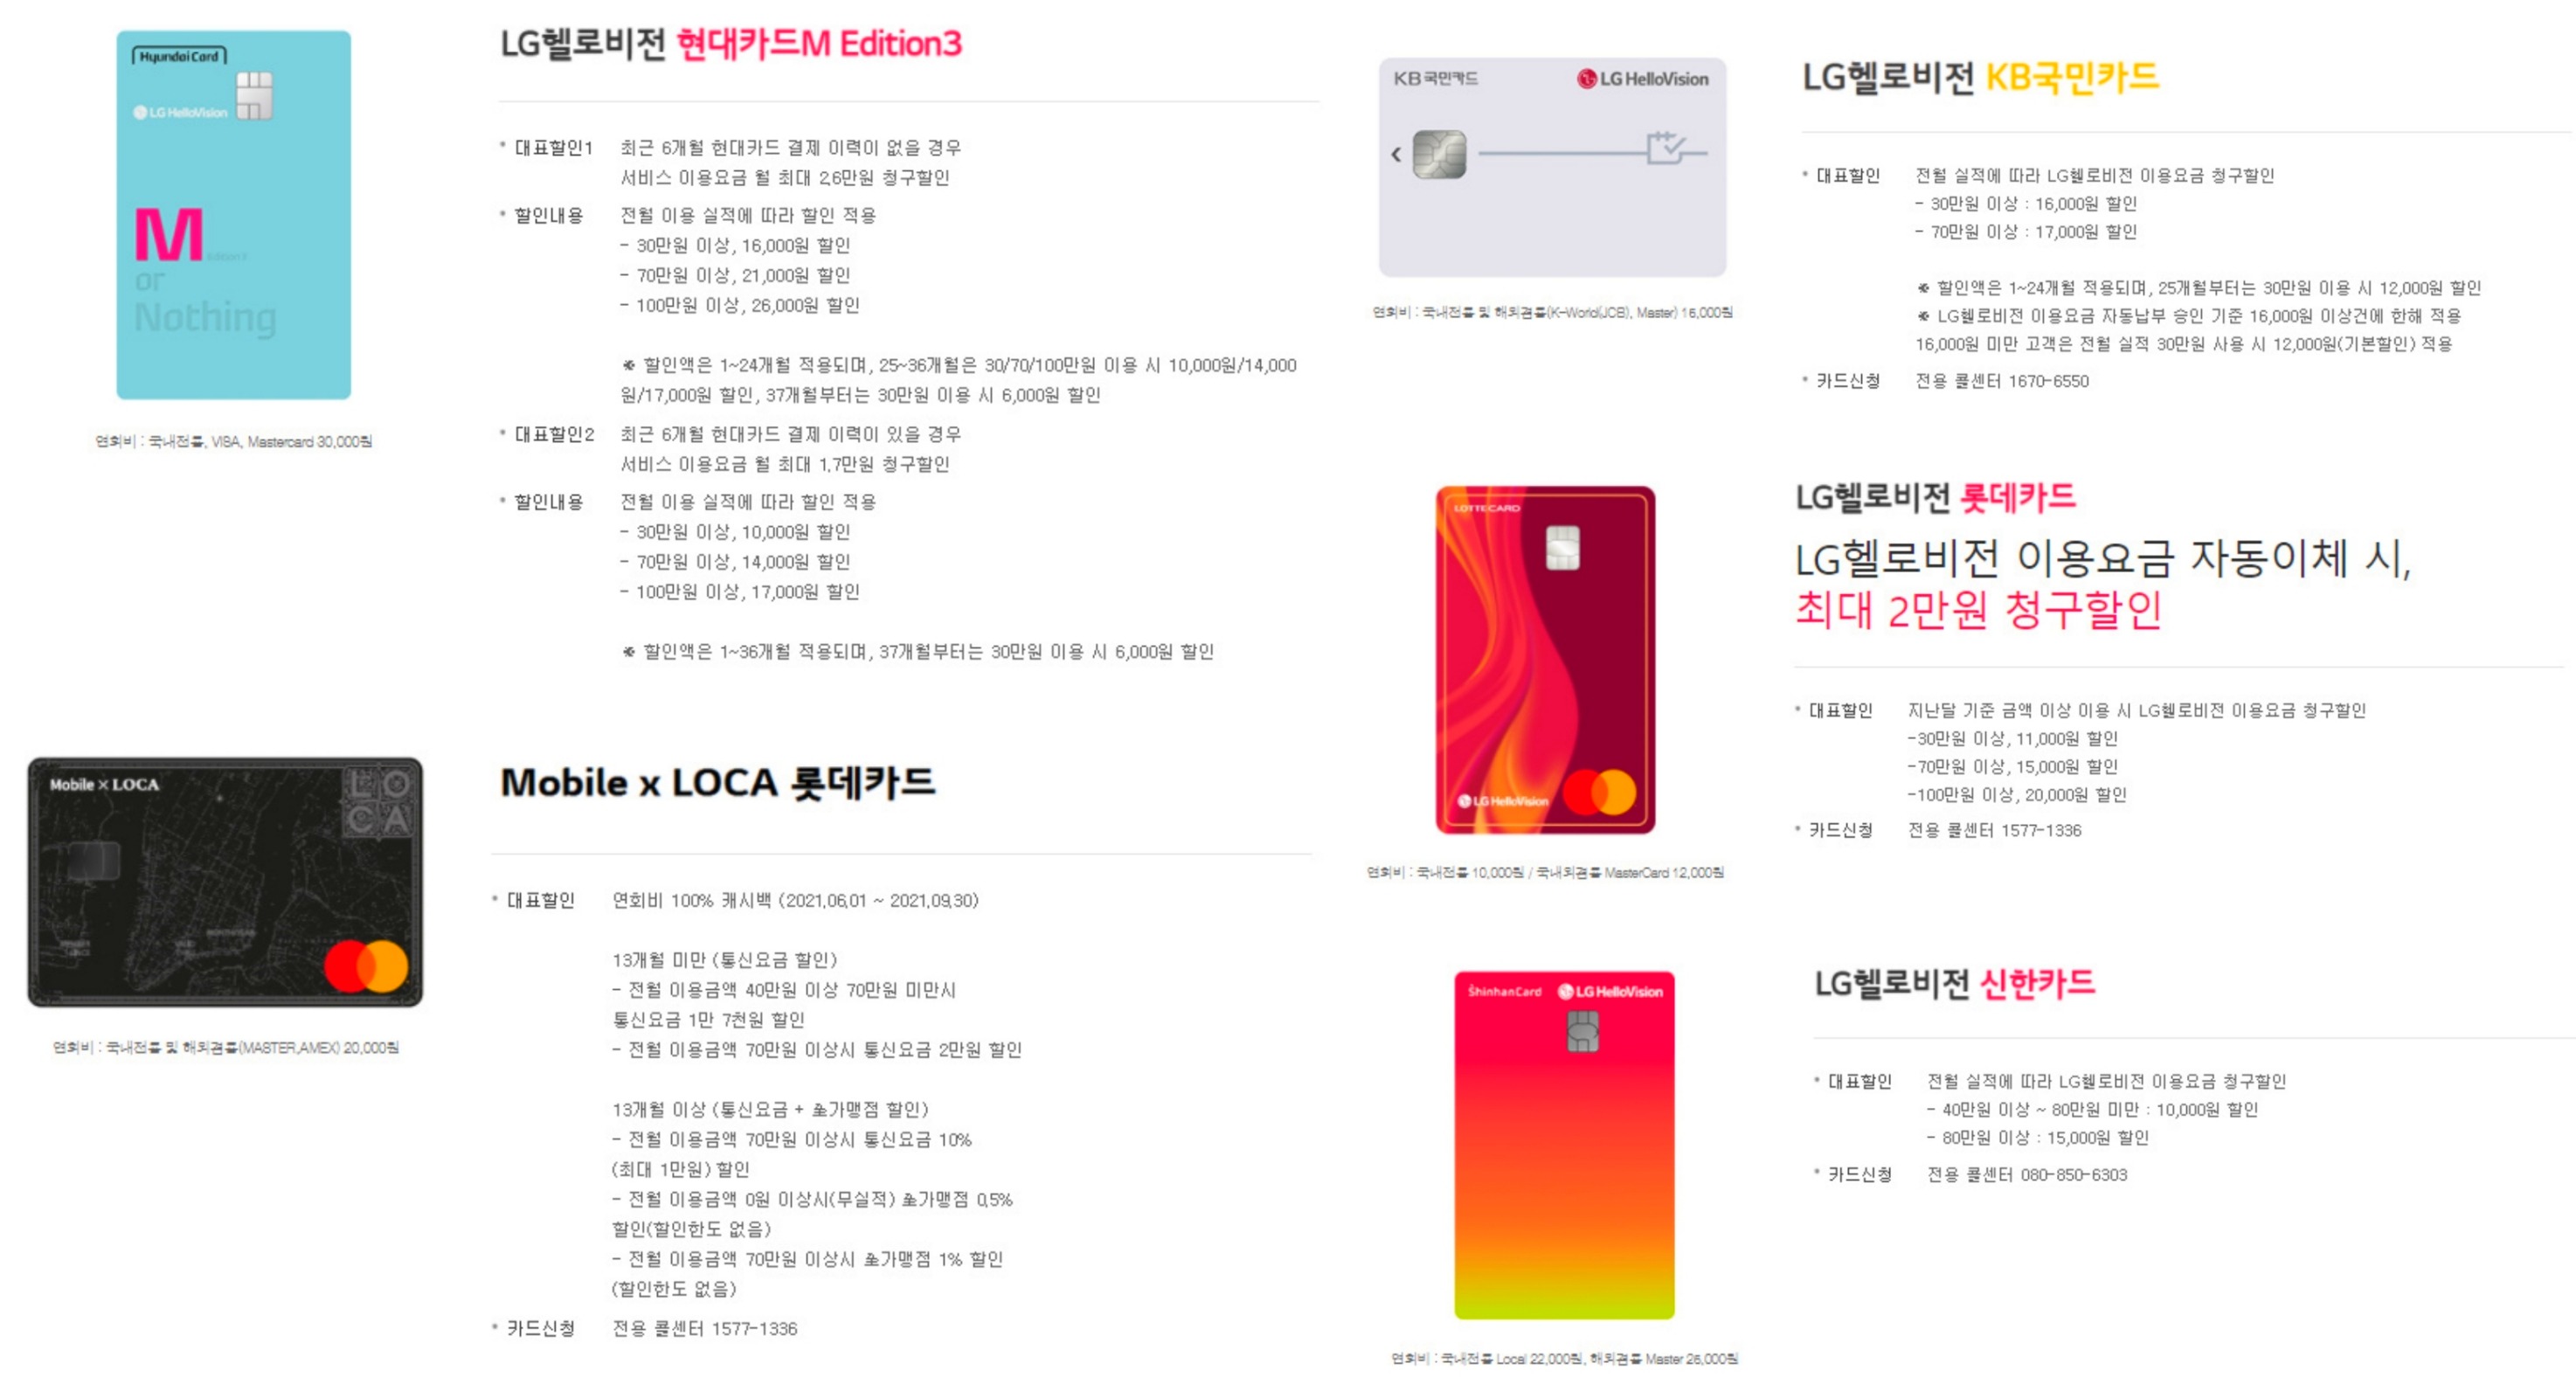 HyundaiCard
LG HelloVision
M
Edition3
or
Nothing
연회비 : 국내전용, VISA, Mastercard 30,000원
LG헬로비전 현대카드M Edition3
* 대표할인1 최근 6개월 현대카드 결제 이력이 없을 경우
서비스 이용요금 월 최대 2.6만원 청구할인
* 할인내용 전월 이용 실적에 따라 할인 적용
- 30만원 이상, 16,000원 할인
- 70만원 이상, 21,000원 할인
- 100만원 이상, 26,000원 할인
※ 할인액은 1~24개월 적용되며, 25~36개월은 30/70/100만원 이용 시 10,000원/14,000
원/17,000원 할인, 37개월부터는 30만원 이용 시 6,000원 할인
* 대표할인2 최근 6개월 현대카드 결제 이력이 있을 경우
서비스 이용요금 월 최대 1.7만원 청구할인
* 할인내용 전월 이용 실적에 따라 할인 적용
- 30만원 이상, 10,000원 할인
- 70만원 이상, 14,000원 할인
- 100만원 이상, 17,000원 할인
※ 할인액은 1~36개월 적용되며, 37개월부터는 30만원 이용 시 6,000원 할인
Mobile × LOCA
LO
CA
연회비 : 국내전용 및 해외겸용(MASTER,AMEX) 20,000원
Mobile x LOCA 롯데카드
* 대표할인 연회비 100% 캐시백 (2021.06.01 ~ 2021.09.30)
13개월 미만 (통신요금 할인)
- 전월 이용금액 40만원 이상 70만원 미만시
통신요금 1만 7천원 할인
- 전월 이용금액 70만원 이상시 통신요금 2만원 할인
13개월 이상 (통신요금 + 全가맹점 할인)
- 전월 이용금액 70만원 이상시 통신요금 10%
(최대 1만원) 할인
- 전월 이용금액 0원 이상시(무실적) 全가맹점 0.5%
할인(할인한도 없음)
- 전월 이용금액 70만원 이상시 全가맹점 1% 할인
(할인한도 없음)
* 카드신청 전용 콜센터 1577-1336
KB국민카드
LG HelloVision
연회비 : 국내전용 및 해외겸용(K-World(JCB), Master) 16,000원
LG헬로비전 KB국민카드
* 대표할인 전월 실적에 따라 LG헬로비전 이용요금 청구할인
- 30만원 이상 : 16,000원 할인
- 70만원 이상 : 17,000원 할인
※ 할인액은 1~24개월 적용되며, 25개월부터는 30만원 이용 시 12,000원 할인
※ LG헬로비전 이용요금 자동납부 승인 기준 16,000원 이상건에 한해 적용
16,000원 미만 고객은 전월 실적 30만원 사용 시 12,000원(기본할인) 적용
* 카드신청 전용 콜센터 1670-6550
LOTTE CARD
LG HelloVision
연회비 : 국내전용 10,000원 / 국내외겸용 MasterCard 12,000원
LG헬로비전 롯데카드
LG헬로비전 이용요금 자동이체 시,
최대 2만원 청구할인
* 대표할인 지난달 기준 금액 이상 이용 시 LG헬로비전 이용요금 청구할인
-30만원 이상, 11,000원 할인
-70만원 이상, 15,000원 할인
-100만원 이상, 20,000원 할인
* 카드신청 전용 콜센터 1577-1336
ShinhanCard
LG HelloVision
연회비 : 국내전용 Local 22,000원, 해외겸용 Master 26,000원
LG헬로비전 신한카드
* 대표할인 전월 실적에 따라 LG헬로비전 이용요금 청구할인
- 40만원 이상 ~ 80만원 미만 : 10,000원 할인
- 80만원 이상 : 15,000원 할인
* 카드신청 전용 콜센터 080-850-6303